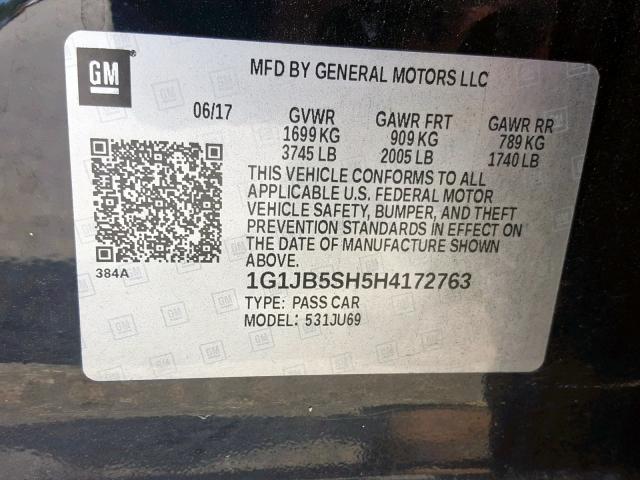 GM
MFD BY GENERAL MOTORS LLC
06/17 GVWR GAWR FRT GAWR RR
1699 KG 909 KG 789 KG
3745 LB 2005 LB 1740 LB
THIS VEHICLE CONFORMS TO ALL
APPLICABLE U.S. FEDERAL MOTOR
VEHICLE SAFETY, BUMPER, AND THEFT
PREVENTION STANDARDS IN EFFECT ON
THE DATE OF MANUFACTURE SHOWN
ABOVE.
384A
1G1JB5SH5H4172763
TYPE: PASS CAR
MODEL: 531JU69